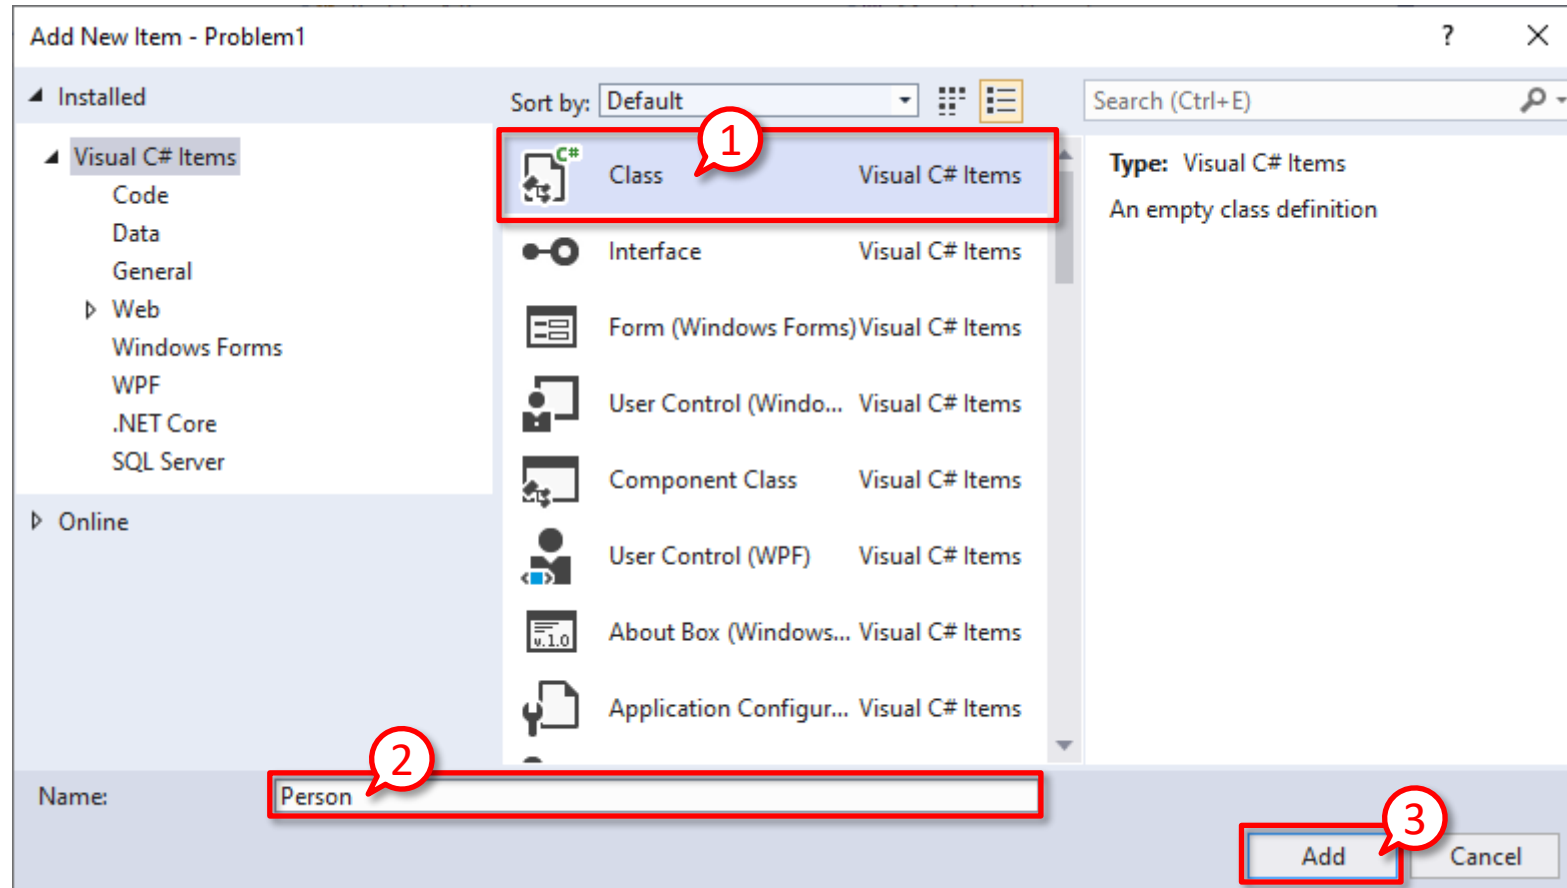 Add New Item - Problem1
?
Installed
Sort by: Default
Search (Ctrl+E)
Visual C# Items
Code
Data
General
Web
Windows Forms
WPF
.NET Core
SQL Server
Online
1
C#
Class Visual C# Items
Interface Visual C# Items
Form (Windows Forms) Visual C# Items
User Control (Windo... Visual C# Items
Component Class Visual C# Items
User Control (WPF) Visual C# Items
v.1.0
About Box (Windows... Visual C# Items
Application Configur... Visual C# Items
Type: Visual C# Items
An empty class definition
2
Name: Person
3
Add Cancel